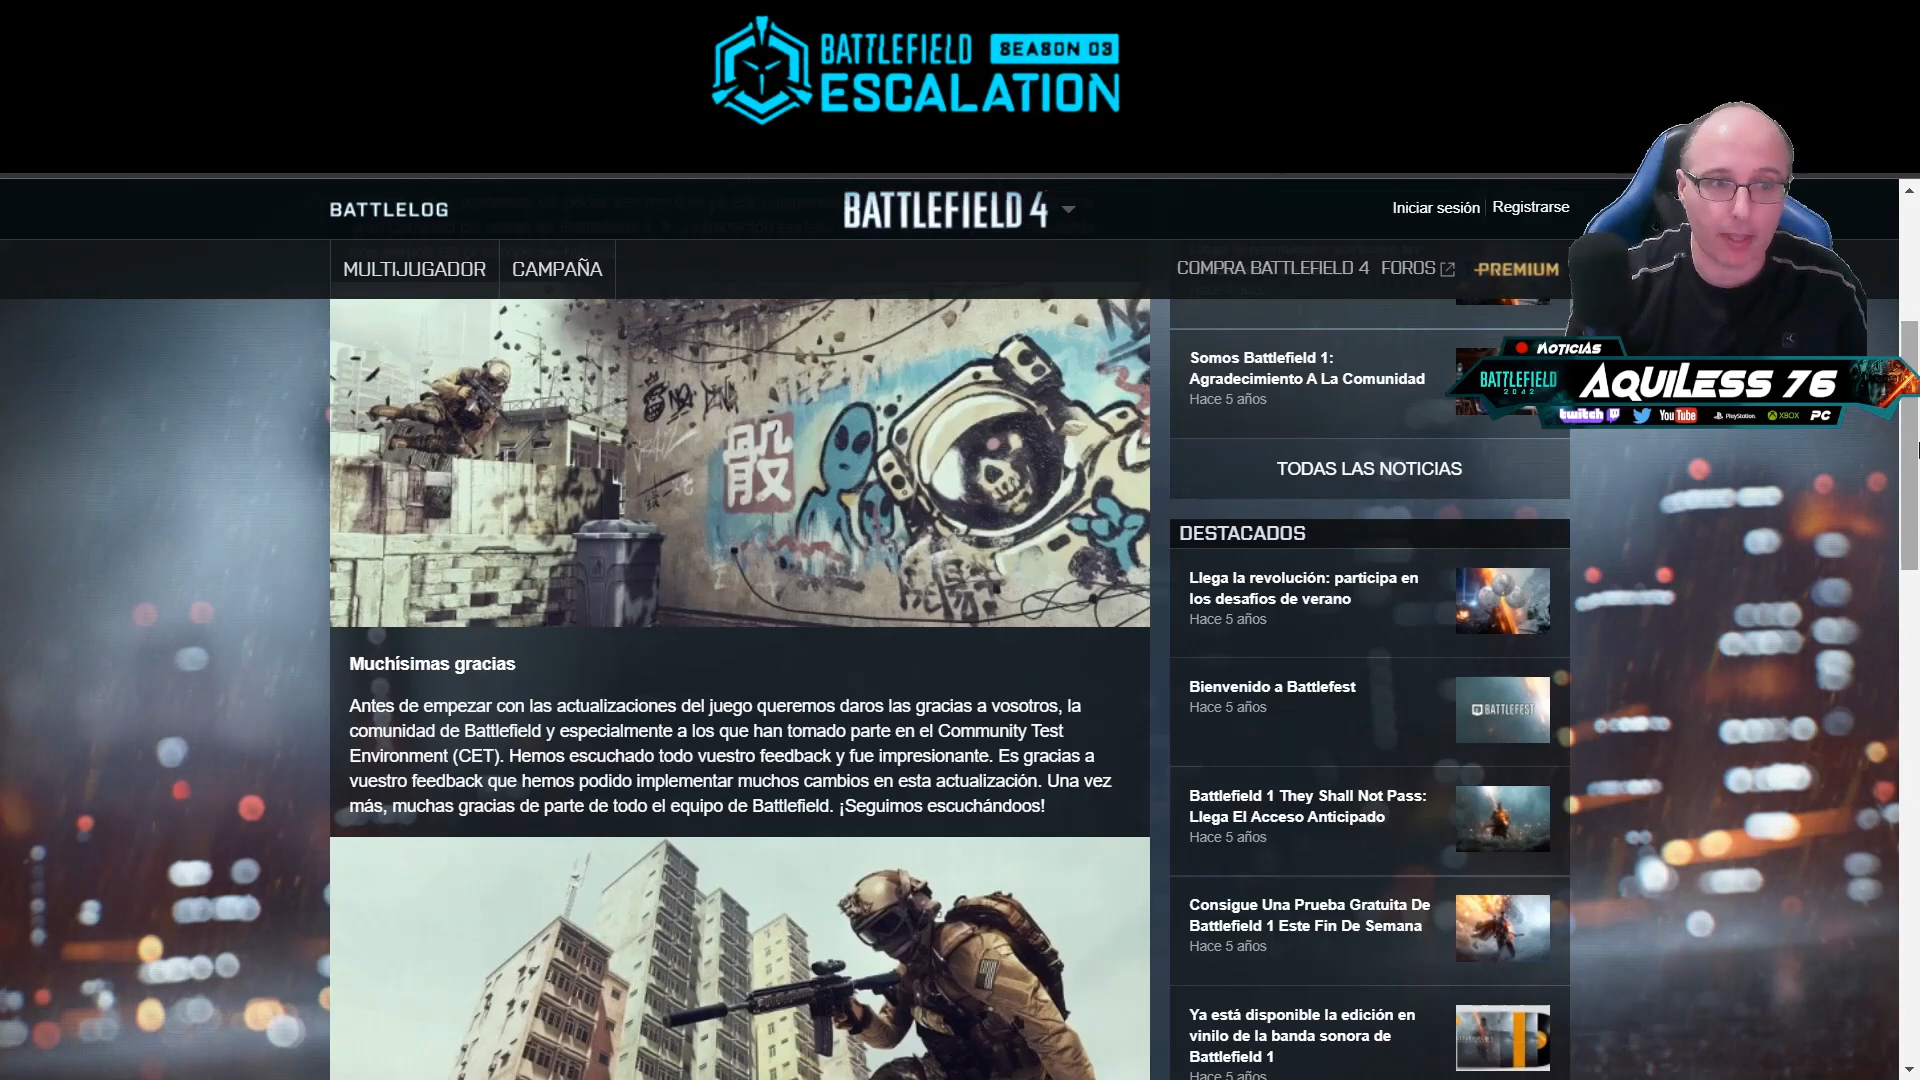 BATTLEFIELD SEASON 03
ESCALATION
BATTLELOG
BATTLEFIELD 4
Iniciar sesión
Registrarse
MULTIJUGADOR
CAMPAÑA
COMPRA BATTLEFIELD 4
FOROS
PREMIUM
Muchísimas gracias
Antes de empezar con las actualizaciones del juego queremos daros las gracias a vosotros, la
comunidad de Battlefield y especialmente a los que han tomado parte en el Community Test
Environment (CET). Hemos escuchado todo vuestro feedback y fue impresionante. Es gracias a
vuestro feedback que hemos podido implementar muchos cambios en esta actualización. Una vez
más, muchas gracias de parte de todo el equipo de Battlefield. ¡Seguimos escuchándoos!
Somos Battlefield 1:
Agradecimiento A La Comunidad
Hace 5 años
TODAS LAS NOTICIAS
DESTACADOS
Llega la revolución: participa en
los desafíos de verano
Hace 5 años
Bienvenido a Battlefest
Hace 5 años
BATTLEFEST
Battlefield 1 They Shall Not Pass:
Llega El Acceso Anticipado
Hace 5 años
Consigue Una Prueba Gratuita De
Battlefield 1 Este Fin De Semana
Hace 5 años
Ya está disponible la edición en
vinilo de la banda sonora de
Battlefield 1
Hace 5 años
NOTICIAS
BATTLEFIELD
2042
AQUILESS 76
twitch
YouTube
PlayStation
XBOX
PC